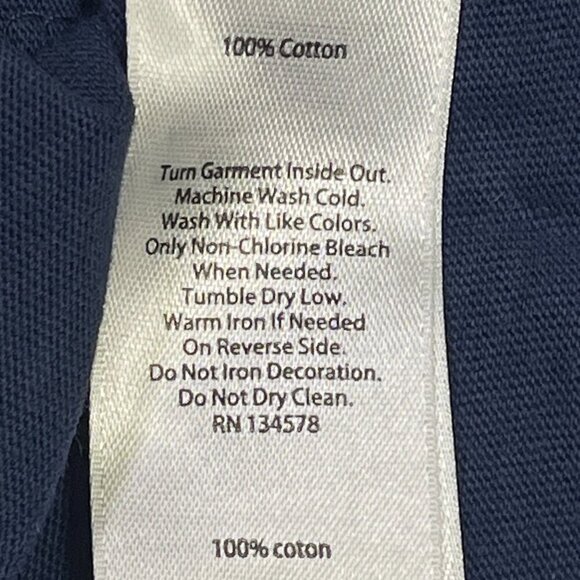 100% Cotton
Turn Garment Inside Out.
Machine Wash Cold.
Wash With Like Colors.
Only Non-Chlorine Bleach
When Needed.
Tumble Dry Low.
Warm Iron If Needed
On Reverse Side.
Do Not Iron Decoration.
Do Not Dry Clean.
RN 134578
100% coton